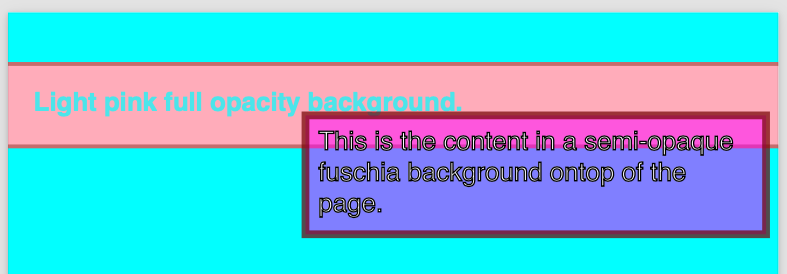 Light pink full opacity background.
This is the content in a semi-opaque
fuschia background ontop of the
page.